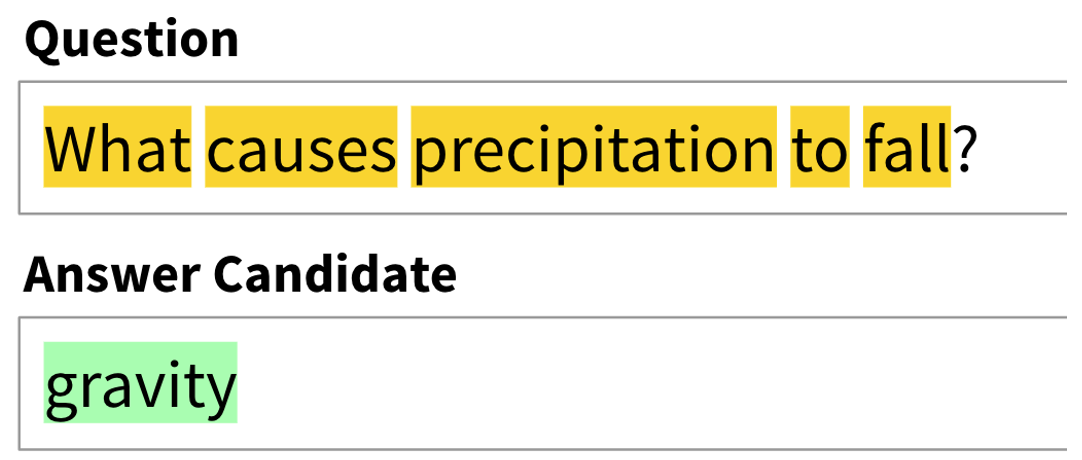 Question
What causes precipitation to fall?
Answer Candidate
gravity